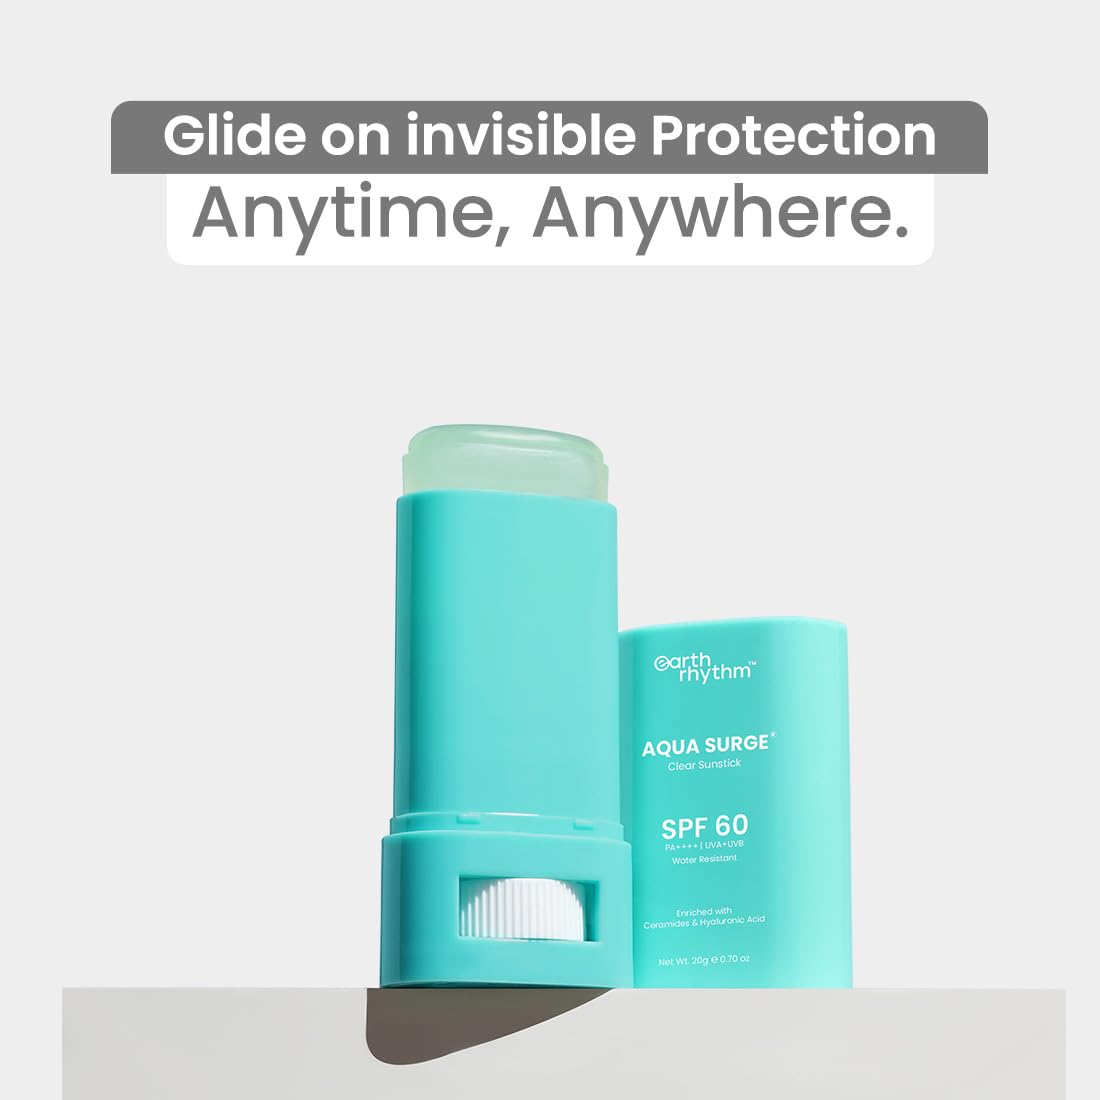 Glide on invisible Protection
Anytime, Anywhere.
earth
rhythm™
AQUA SURGE®
Clear Sunstick
SPF 60
PA++++ | UVA+UVB
Water Resistant
Enriched with
Ceramides & Hyaluronic Acid
Net Wt. 20g ℮ 0.70 oz